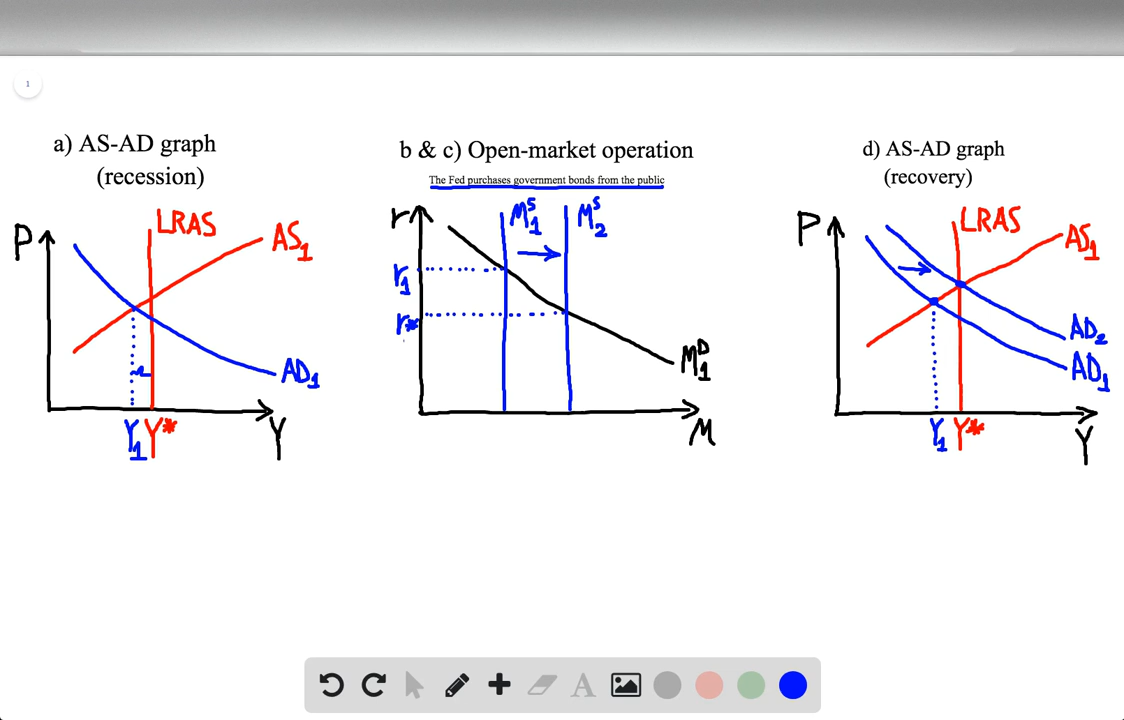 1
a) AS-AD graph
(recession)
P
LRAS
AS1
AD1
Y1 Y*
Y
b & c) Open-market operation
The Fed purchases government bonds from the public
r
M1S
M2S
r1
r*
M1D
M
d) AS-AD graph
(recovery)
P
LRAS
AS1
AD2
AD1
Y1 Y*
Y
A